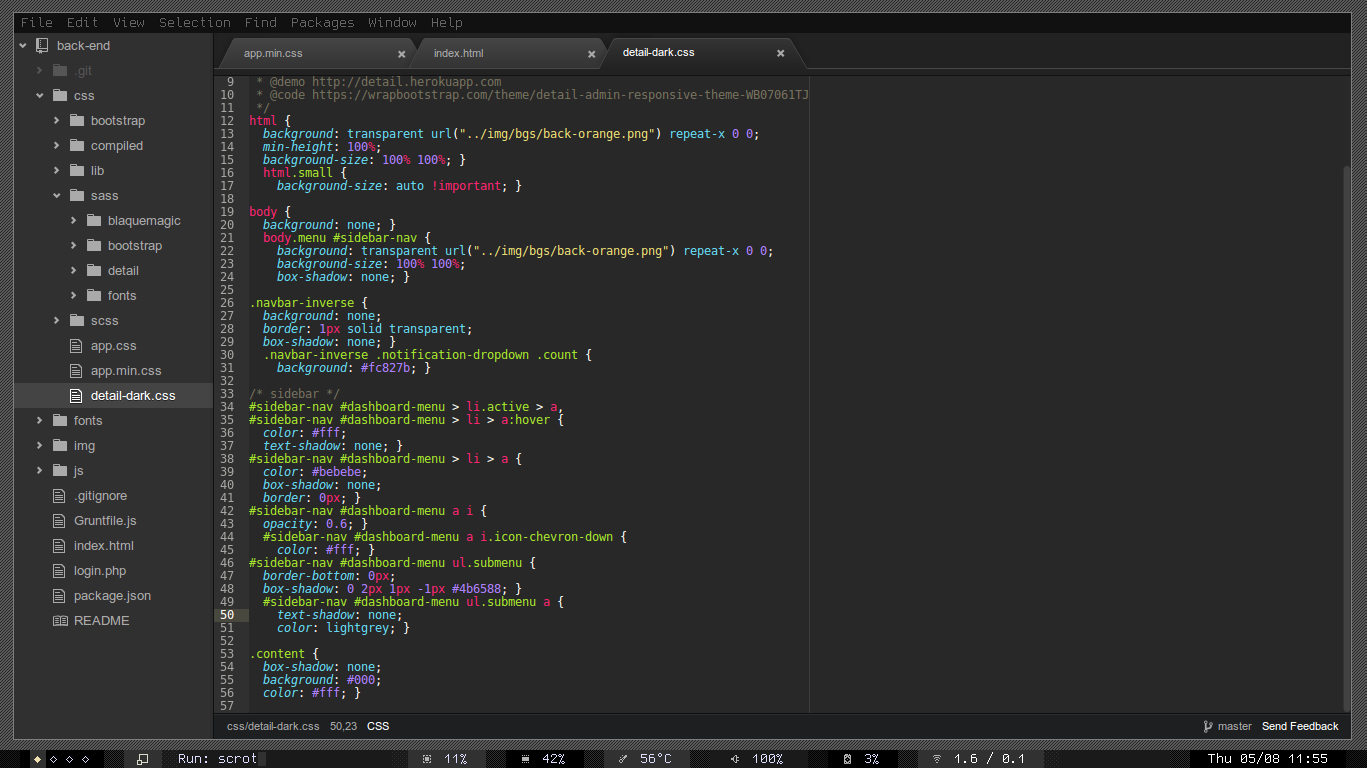 File Edit View Selection Find Packages Window Help
back-end
.git
css
bootstrap
compiled
lib
sass
blaquemagic
bootstrap
detail
fonts
scss
app.css
app.min.css
detail-dark.css
fonts
img
js
.gitignore
Gruntfile.js
index.html
login.php
package.json
README
app.min.css index.html detail-dark.css
9 * @demo http://detail.herokuapp.com
10 * @code https://wrapbootstrap.com/theme/detail-admin-responsive-theme-WB07061TJ
11 */
12 html {
13 background: transparent url("../img/bgs/back-orange.png") repeat-x 0 0;
14 min-height: 100%;
15 background-size: 100% 100%; }
16 html.small {
17 background-size: auto !important; }
18
19 body {
20 background: none; }
21 body.menu #sidebar-nav {
22 background: transparent url("../img/bgs/back-orange.png") repeat-x 0 0;
23 background-size: 100% 100%;
24 box-shadow: none; }
25
26 .navbar-inverse {
27 background: none;
28 border: 1px solid transparent;
29 box-shadow: none; }
30 .navbar-inverse .notification-dropdown .count {
31 background: #fc827b; }
32
33 /* sidebar */
34 #sidebar-nav #dashboard-menu > li.active > a,
35 #sidebar-nav #dashboard-menu > li > a:hover {
36 color: #fff;
37 text-shadow: none; }
38 #sidebar-nav #dashboard-menu > li > a {
39 color: #bebebe;
40 box-shadow: none;
41 border: 0px; }
42 #sidebar-nav #dashboard-menu a i {
43 opacity: 0.6; }
44 #sidebar-nav #dashboard-menu a i.icon-chevron-down {
45 color: #fff; }
46 #sidebar-nav #dashboard-menu ul.submenu {
47 border-bottom: 0px;
48 box-shadow: 0 2px 1px -1px #4b6588; }
49 #sidebar-nav #dashboard-menu ul.submenu a {
50 text-shadow: none;
51 color: lightgrey; }
52
53 .content {
54 box-shadow: none;
55 background: #000;
56 color: #fff; }
57
css/detail-dark.css 50,23 CSS master Send Feedback
Run: scrot 11% 42% 56°C 100% 3% 1.6 / 0.1 Thu 05/08 11:55